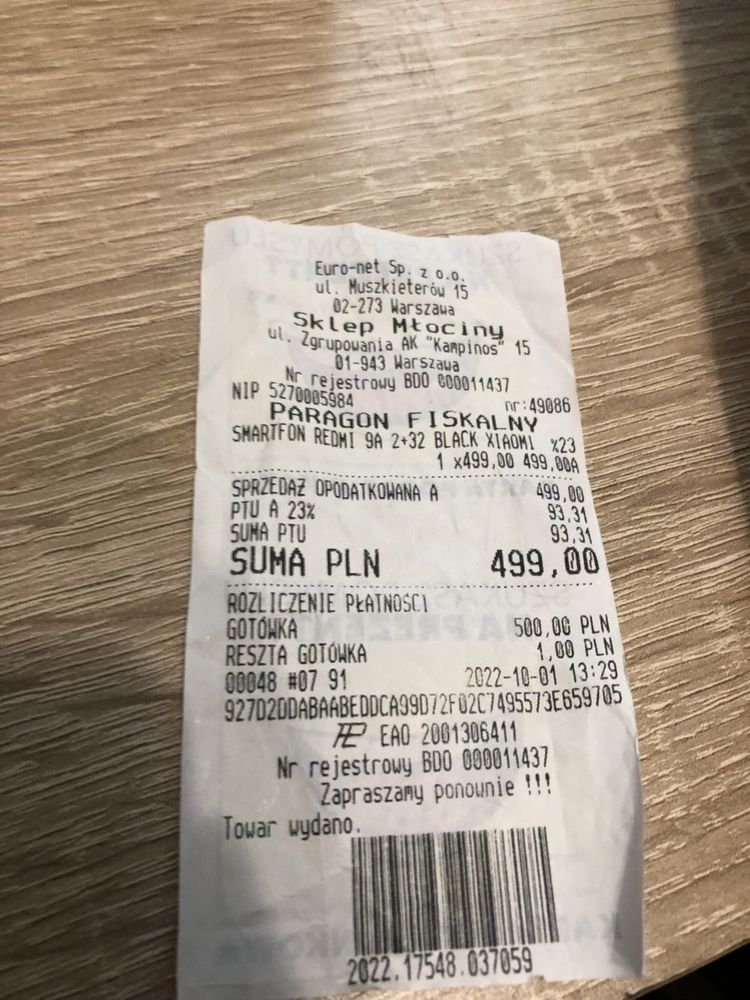 Euro-net Sp. z o.o.
ul. Muszkieterów 15
02-273 Warszawa
Sklep Młociny
ul. Zgrupowania AK "Kampinos" 15
01-943 Warszawa
Nr rejestrowy BDO 000011437
NIP 5270005984 nr:49086
PARAGON FISKALNY
SMARTFON REDMI 9A 2+32 BLACK XIAOMI %23
1 x499,00 499,00A
SPRZEDAŻ OPODATKOWANA A 499,00
PTU A 23% 93,31
SUMA PTU 93,31
SUMA PLN 499,00
ROZLICZENIE PŁATNOŚCI
GOTÓWKA 500,00 PLN
RESZTA GOTÓWKA 1,00 PLN
00048 #07 91 2022-10-01 13:29
927D2DDABAABEDDCA99D72F02C7495573E659705
EAO 2001306411
Nr rejestrowy BDO 000011437
Zapraszamy ponownie !!!
Towar wydano.
2022.17548.037059